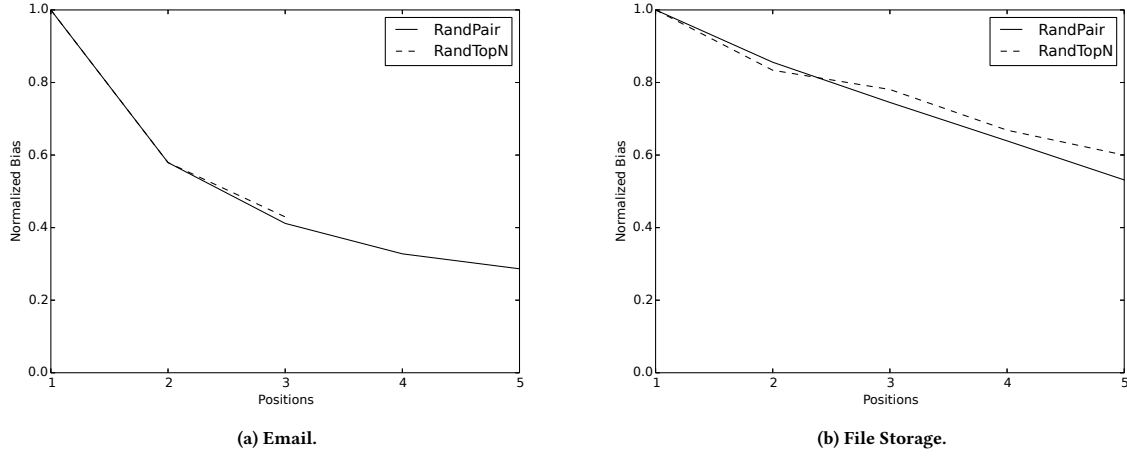 1.0
0.8
0.6
0.4
0.2
0.0
Normalized Bias
1 2 3 4 5
Positions
RandPair
RandTopN
(a) Email.
1.0
0.8
0.6
0.4
0.2
0.0
Normalized Bias
1 2 3 4 5
Positions
RandPair
RandTopN
(b) File Storage.